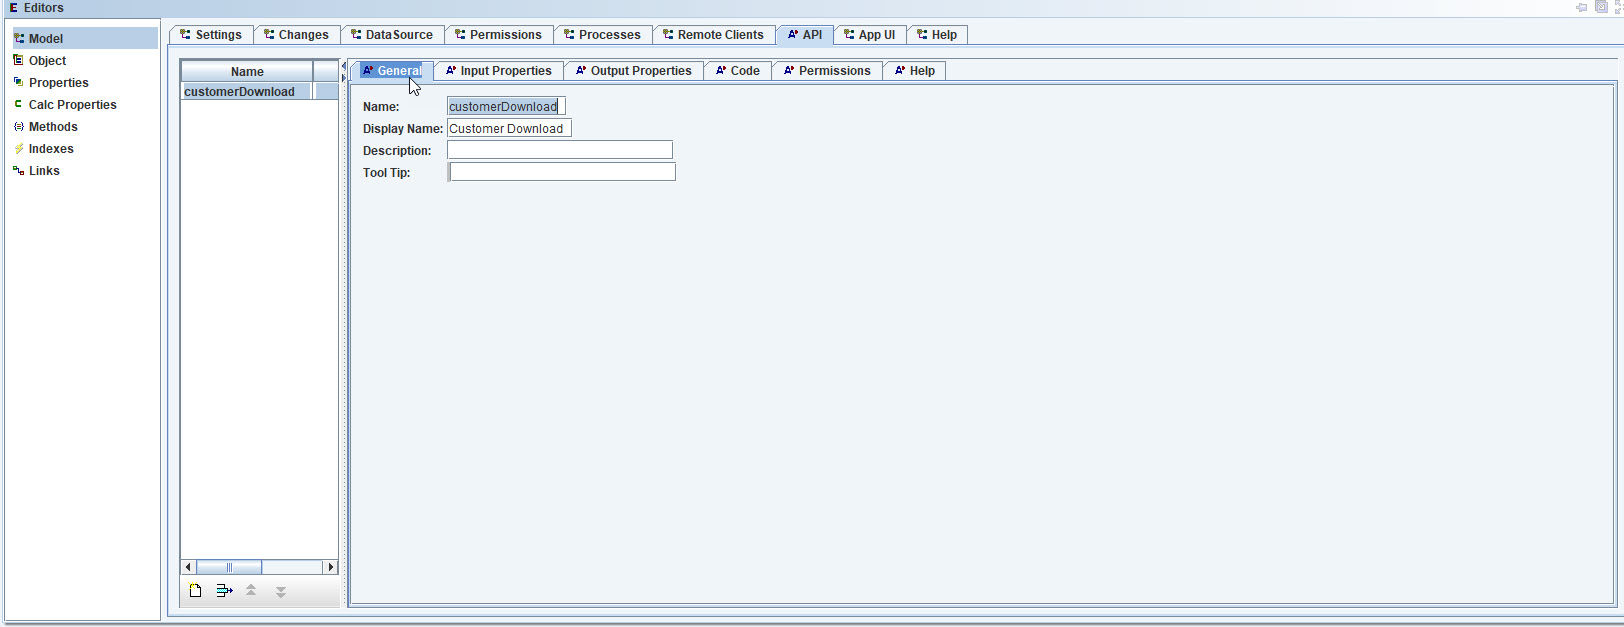 Editors
Model
Object
Properties
Calc Properties
Methods
Indexes
Links
Settings Changes DataSource Permissions Processes Remote Clients API App UI Help
Name
customerDownload
General Input Properties Output Properties Code Permissions Help
Name: customerDownload
Display Name: Customer Download
Description:
Tool Tip: